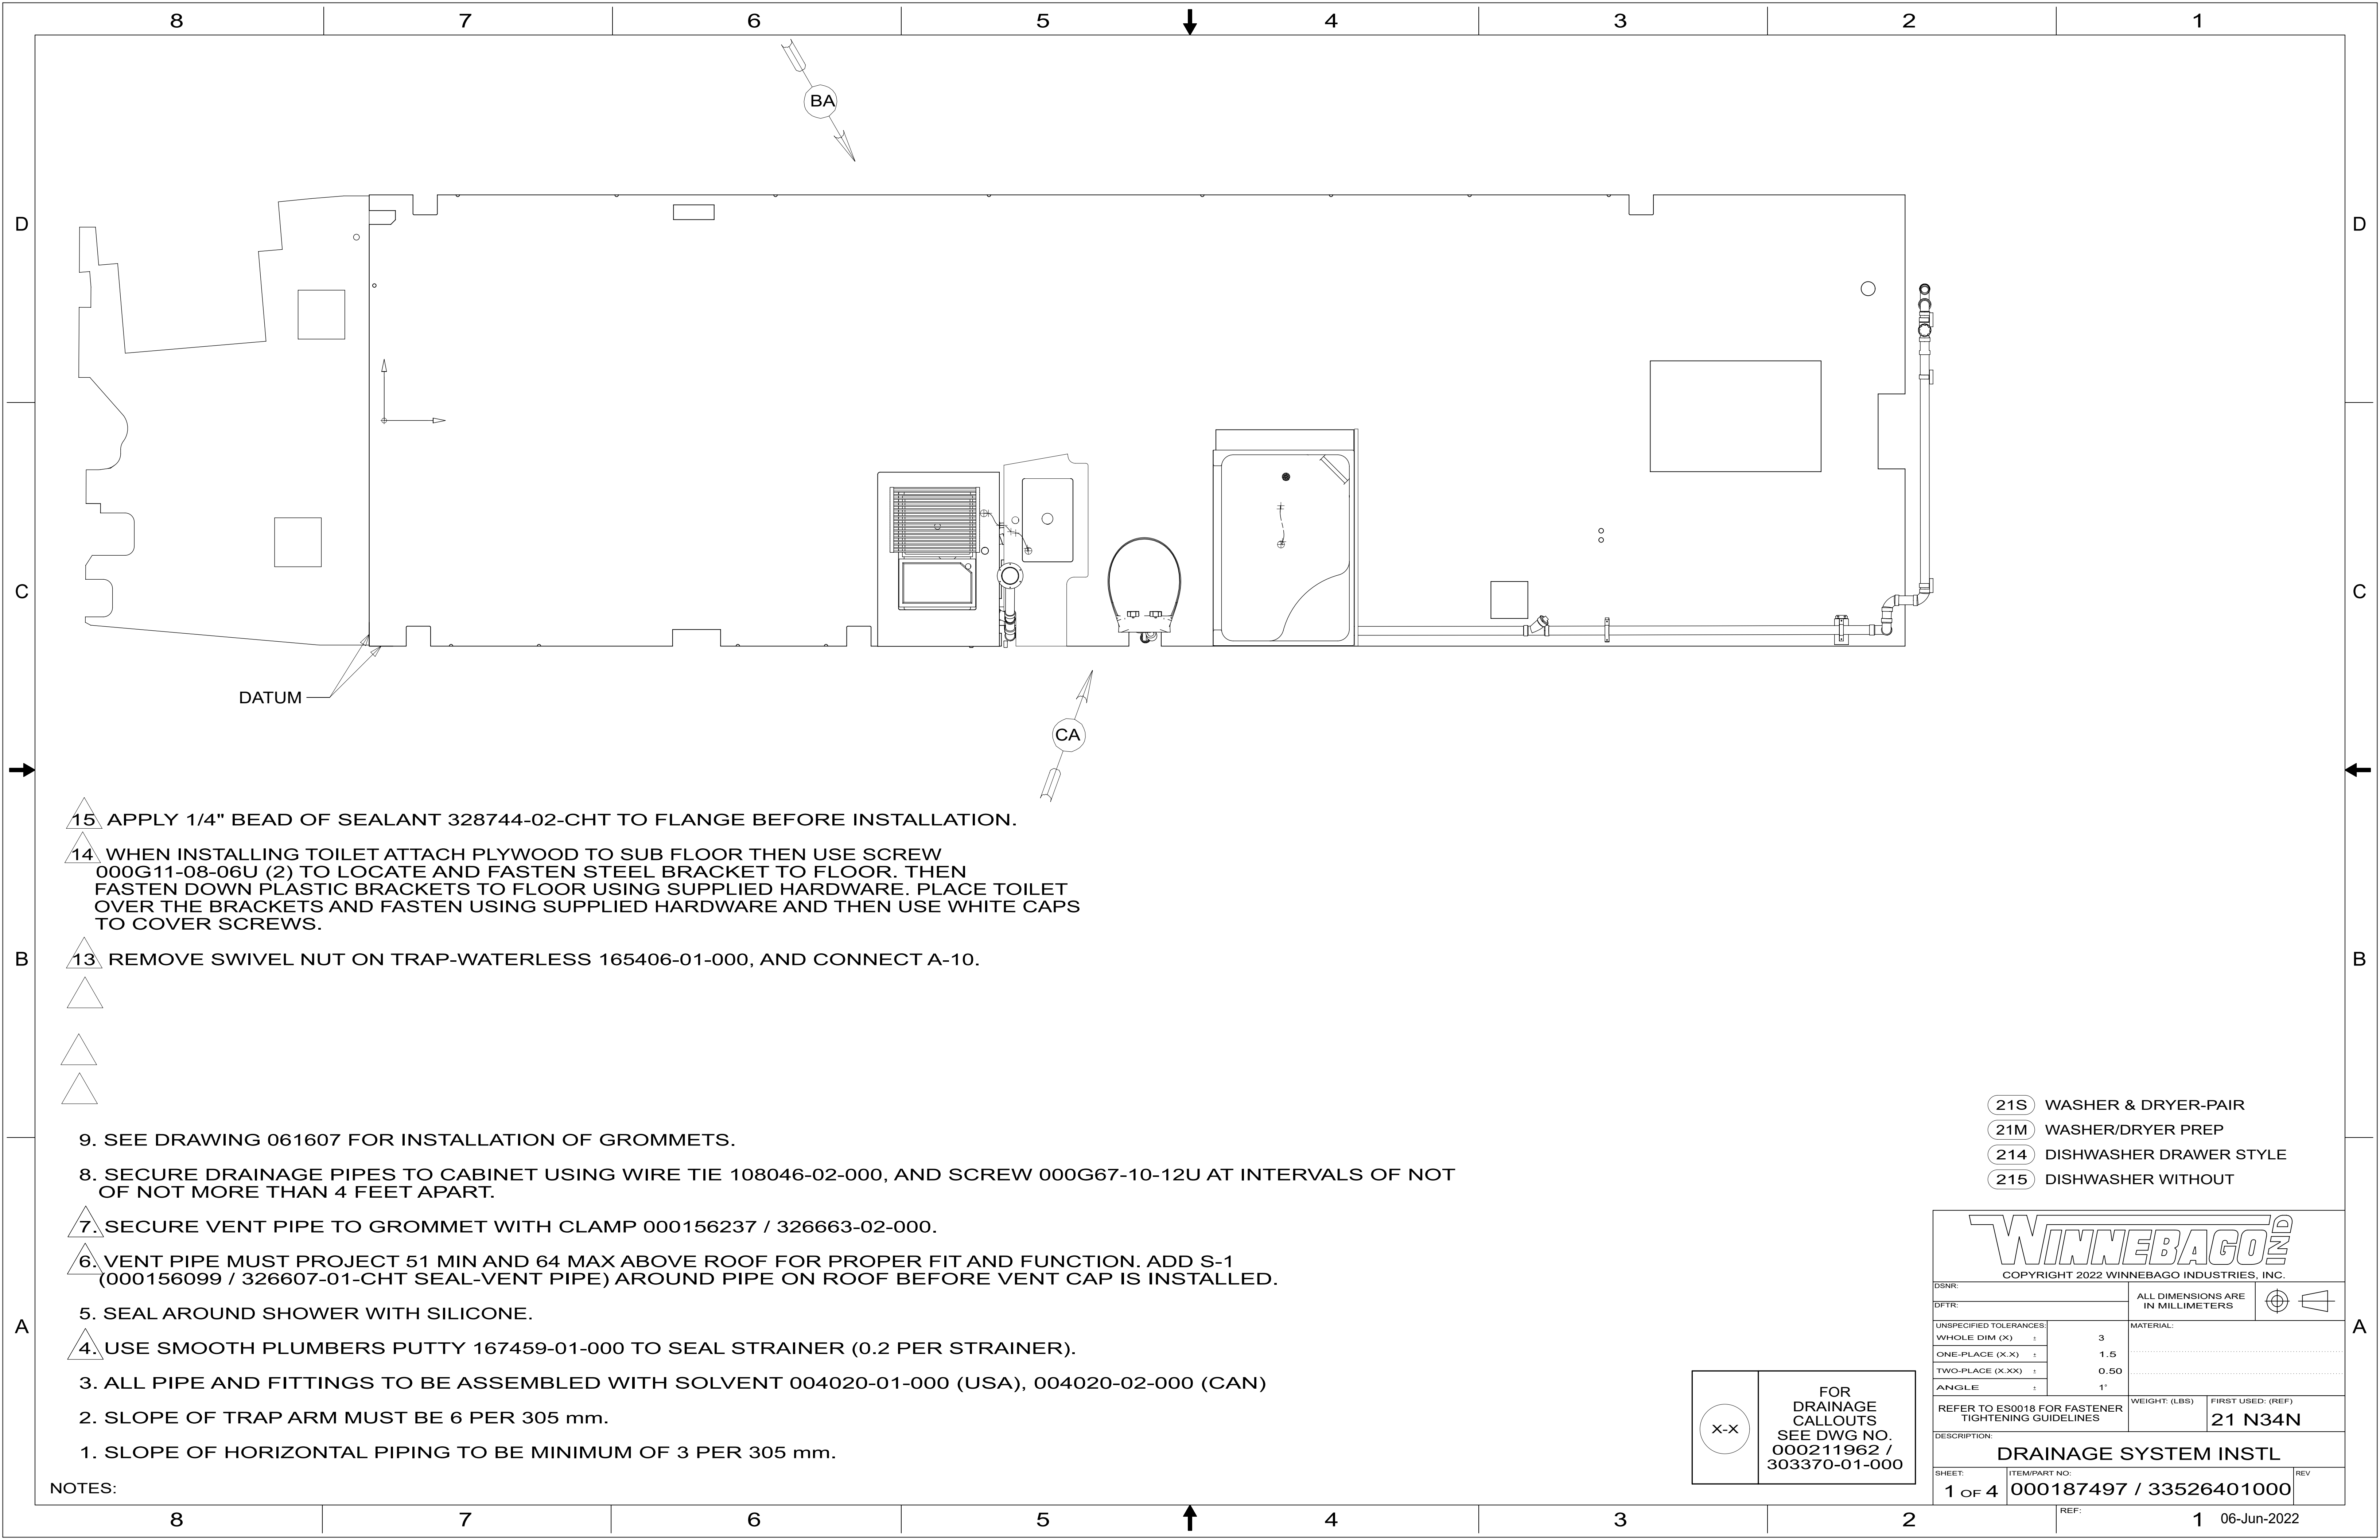 8 7 6 5 4 3 2 1
BA
D D
C C
DATUM
CA
15 APPLY 1/4" BEAD OF SEALANT 328744-02-CHT TO FLANGE BEFORE INSTALLATION.
14 WHEN INSTALLING TOILET ATTACH PLYWOOD TO SUB FLOOR THEN USE SCREW
000G11-08-06U (2) TO LOCATE AND FASTEN STEEL BRACKET TO FLOOR. THEN
FASTEN DOWN PLASTIC BRACKETS TO FLOOR USING SUPPLIED HARDWARE. PLACE TOILET
OVER THE BRACKETS AND FASTEN USING SUPPLIED HARDWARE AND THEN USE WHITE CAPS
TO COVER SCREWS.
B B
13 REMOVE SWIVEL NUT ON TRAP-WATERLESS 165406-01-000, AND CONNECT A-10.
9. SEE DRAWING 061607 FOR INSTALLATION OF GROMMETS.
8. SECURE DRAINAGE PIPES TO CABINET USING WIRE TIE 108046-02-000, AND SCREW 000G67-10-12U AT INTERVALS OF NOT
OF NOT MORE THAN 4 FEET APART.
7. SECURE VENT PIPE TO GROMMET WITH CLAMP 000156237 / 326663-02-000.
6. VENT PIPE MUST PROJECT 51 MIN AND 64 MAX ABOVE ROOF FOR PROPER FIT AND FUNCTION. ADD S-1
(000156099 / 326607-01-CHT SEAL-VENT PIPE) AROUND PIPE ON ROOF BEFORE VENT CAP IS INSTALLED.
5. SEAL AROUND SHOWER WITH SILICONE.
A A
4. USE SMOOTH PLUMBERS PUTTY 167459-01-000 TO SEAL STRAINER (0.2 PER STRAINER).
3. ALL PIPE AND FITTINGS TO BE ASSEMBLED WITH SOLVENT 004020-01-000 (USA), 004020-02-000 (CAN)
2. SLOPE OF TRAP ARM MUST BE 6 PER 305 mm.
1. SLOPE OF HORIZONTAL PIPING TO BE MINIMUM OF 3 PER 305 mm.
NOTES:
21S WASHER & DRYER-PAIR
21M WASHER/DRYER PREP
214 DISHWASHER DRAWER STYLE
215 DISHWASHER WITHOUT
X-X
FOR
DRAINAGE
CALLOUTS
SEE DWG NO.
000211962 /
303370-01-000
WINNEBAGO IND
COPYRIGHT 2022 WINNEBAGO INDUSTRIES, INC.
DSNR:
DFTR:
ALL DIMENSIONS ARE
IN MILLIMETERS
UNSPECIFIED TOLERANCES:
WHOLE DIM (X) ± 3
ONE-PLACE (X.X) ± 1.5
TWO-PLACE (X.XX) ± 0.50
ANGLE ± 1°
MATERIAL:
REFER TO ES0018 FOR FASTENER
TIGHTENING GUIDELINES
WEIGHT: (LBS)
FIRST USED: (REF)
21 N34N
DESCRIPTION:
DRAINAGE SYSTEM INSTL
SHEET:
1 OF 4
ITEM/PART NO:
000187497 / 33526401000
REV
REF:
06-Jun-2022
8 7 6 5 4 3 2 1